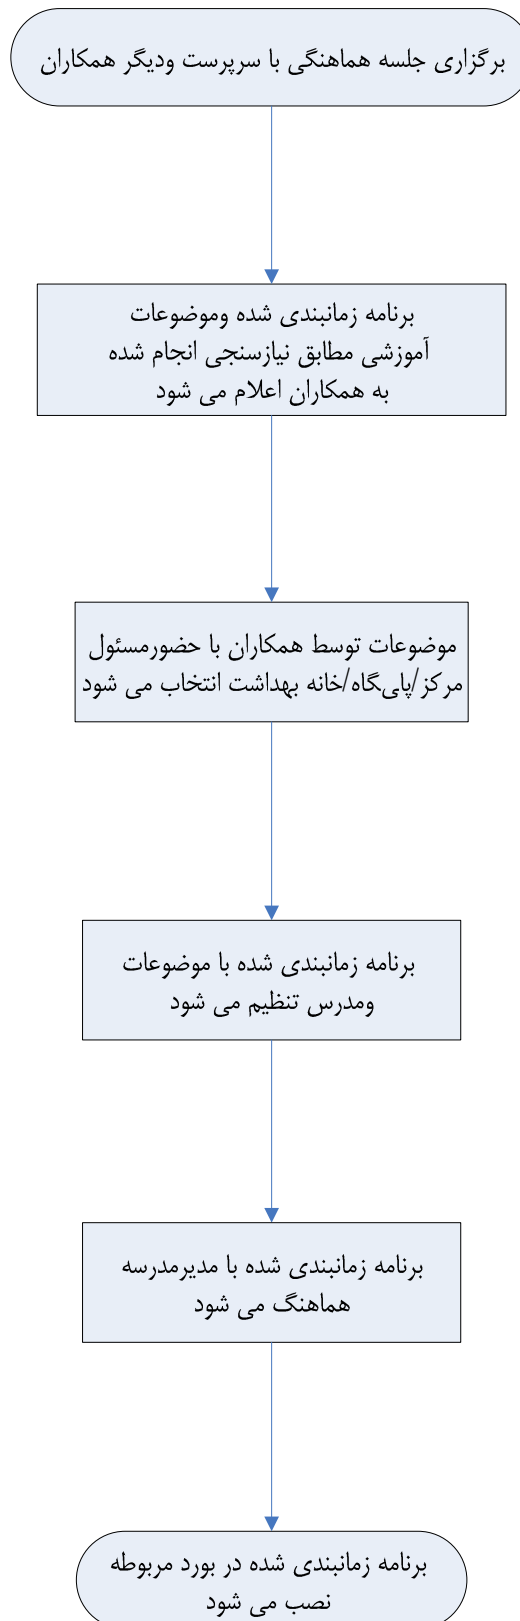 برگزاری جلسه هماهنگی با سرپرست ودیگر همکاران
برنامه زمانبندی شده وموضوعات
آموزشی مطابق نیازسنجی انجام شده
به همکاران اعلام می شود
موضوعات توسط همکاران با حضورمسئول
مرکز/پایگاه/خانه بهداشت انتخاب می شود
برنامه زمانبندی شده با موضوعات
ومدرس تنظیم می شود
برنامه زمانبندی شده با مدیرمدرسه
هماهنگ می شود
برنامه زمانبندی شده در بورد مربوطه
نصب می شود